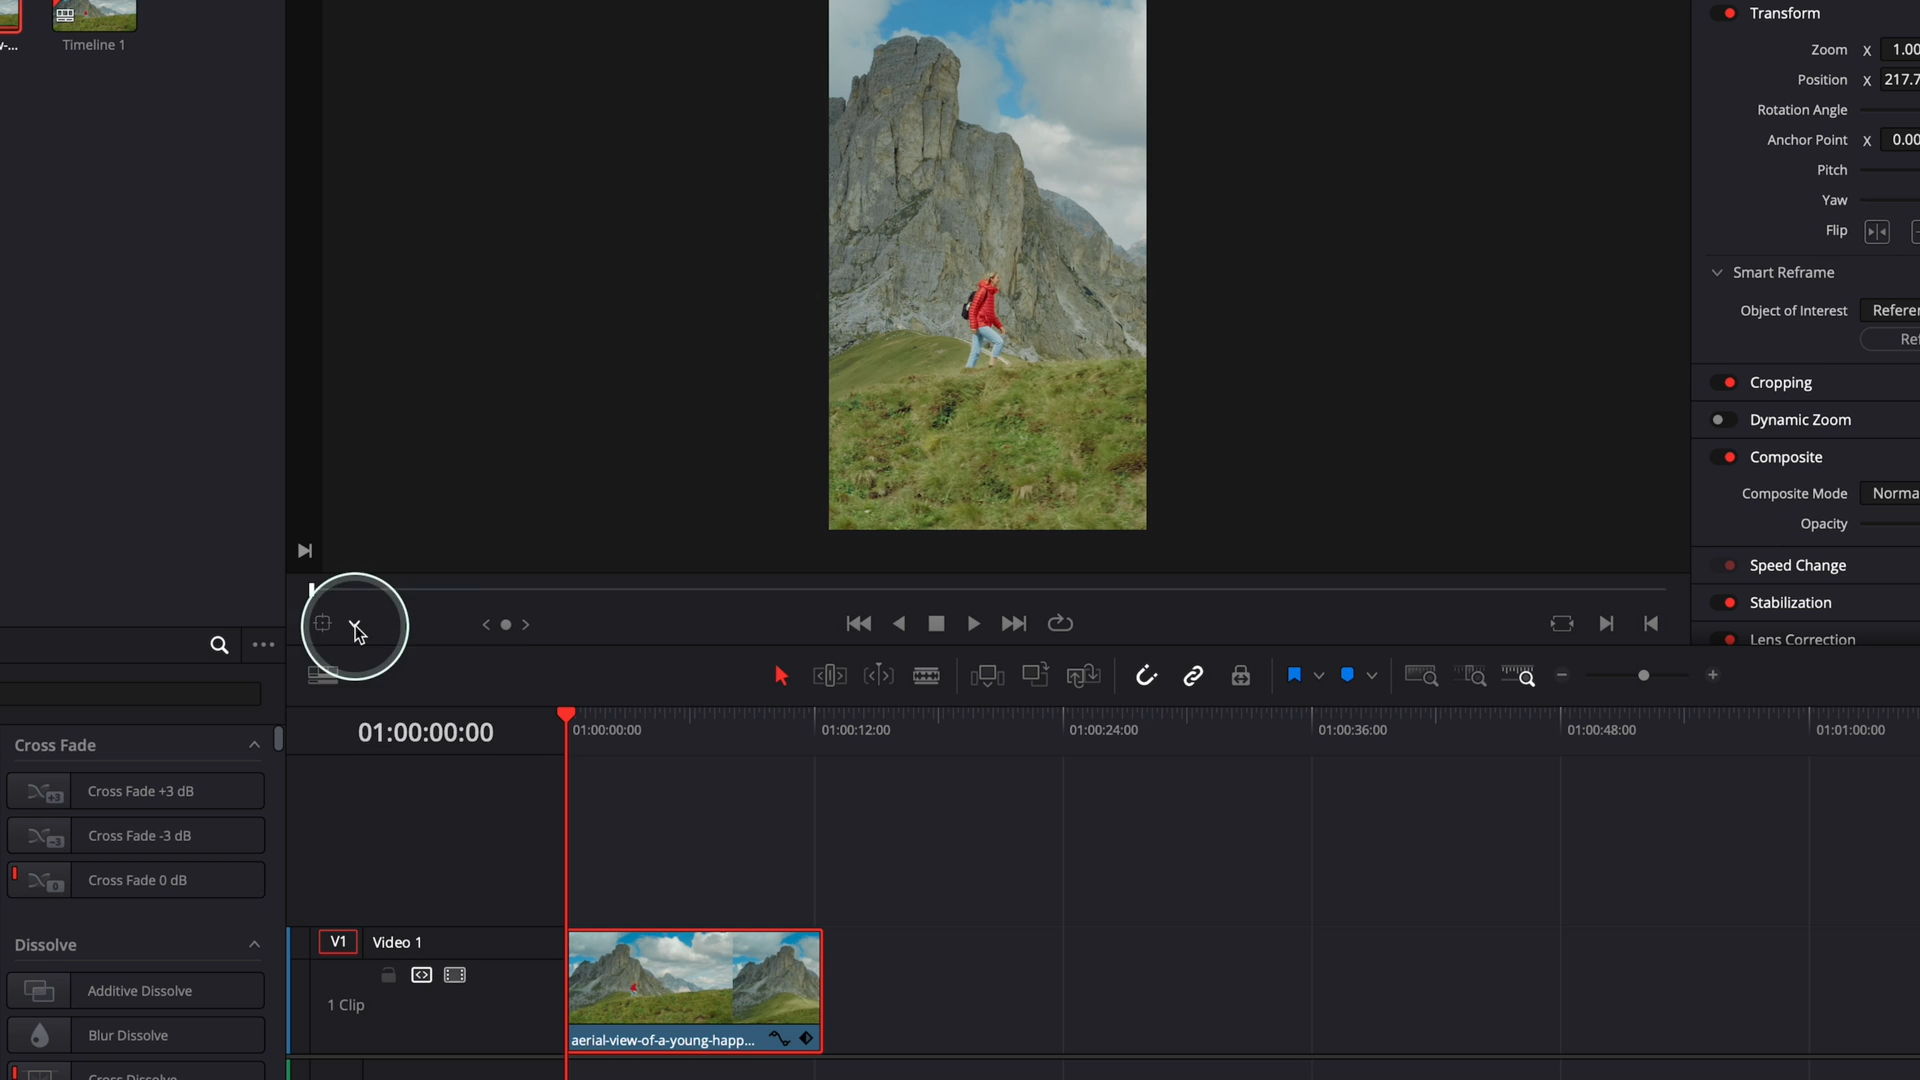 Timeline 1
Transform
Zoom X 1.00
Position X 217.7
Rotation Angle
Anchor Point X 0.00
Pitch
Yaw
Flip
Smart Reframe
Object of Interest Referen
Ref
Cropping
Dynamic Zoom
Composite
Composite Mode Norma
Opacity
Speed Change
Stabilization
Lens Correction
01:00:00:00
01:00:00:00 01:00:12:00 01:00:24:00 01:00:36:00 01:00:48:00 01:01:00:00
Cross Fade
+3 Cross Fade +3 dB
-3 Cross Fade -3 dB
0 Cross Fade 0 dB
Dissolve
Additive Dissolve
Blur Dissolve
Cross Dissolve
V1 Video 1
1 Clip
aerial-view-of-a-young-happ...